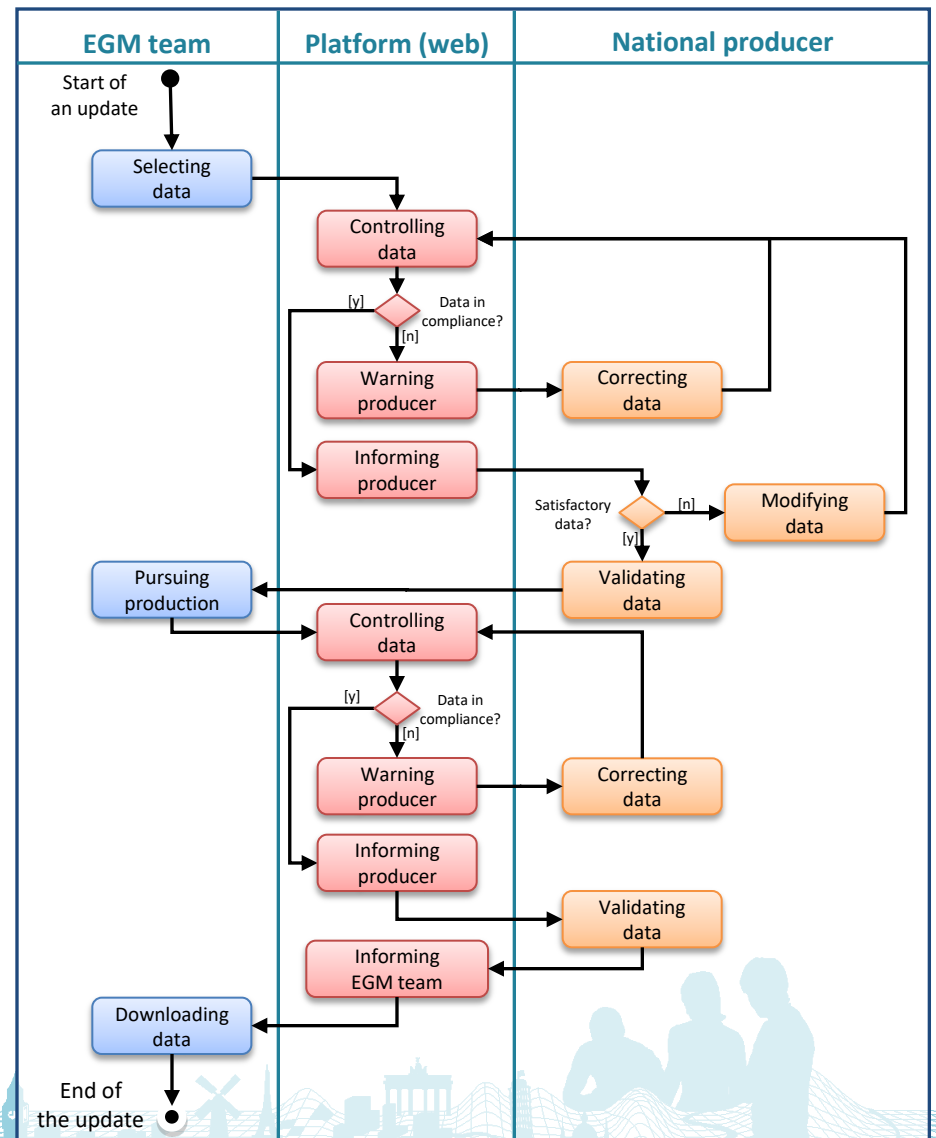 EGM team
Platform (web)
National producer
Start of
an update
Selecting
data
Controlling
data
[y]
Data in
compliance?
[n]
Warning
producer
Correcting
data
Informing
producer
Satisfactory
data?
[n]
[y]
Modifying
data
Pursuing
production
Validating
data
Controlling
data
[y]
Data in
compliance?
[n]
Warning
producer
Correcting
data
Informing
producer
Validating
data
Informing
EGM team
Downloading
data
End of
the update